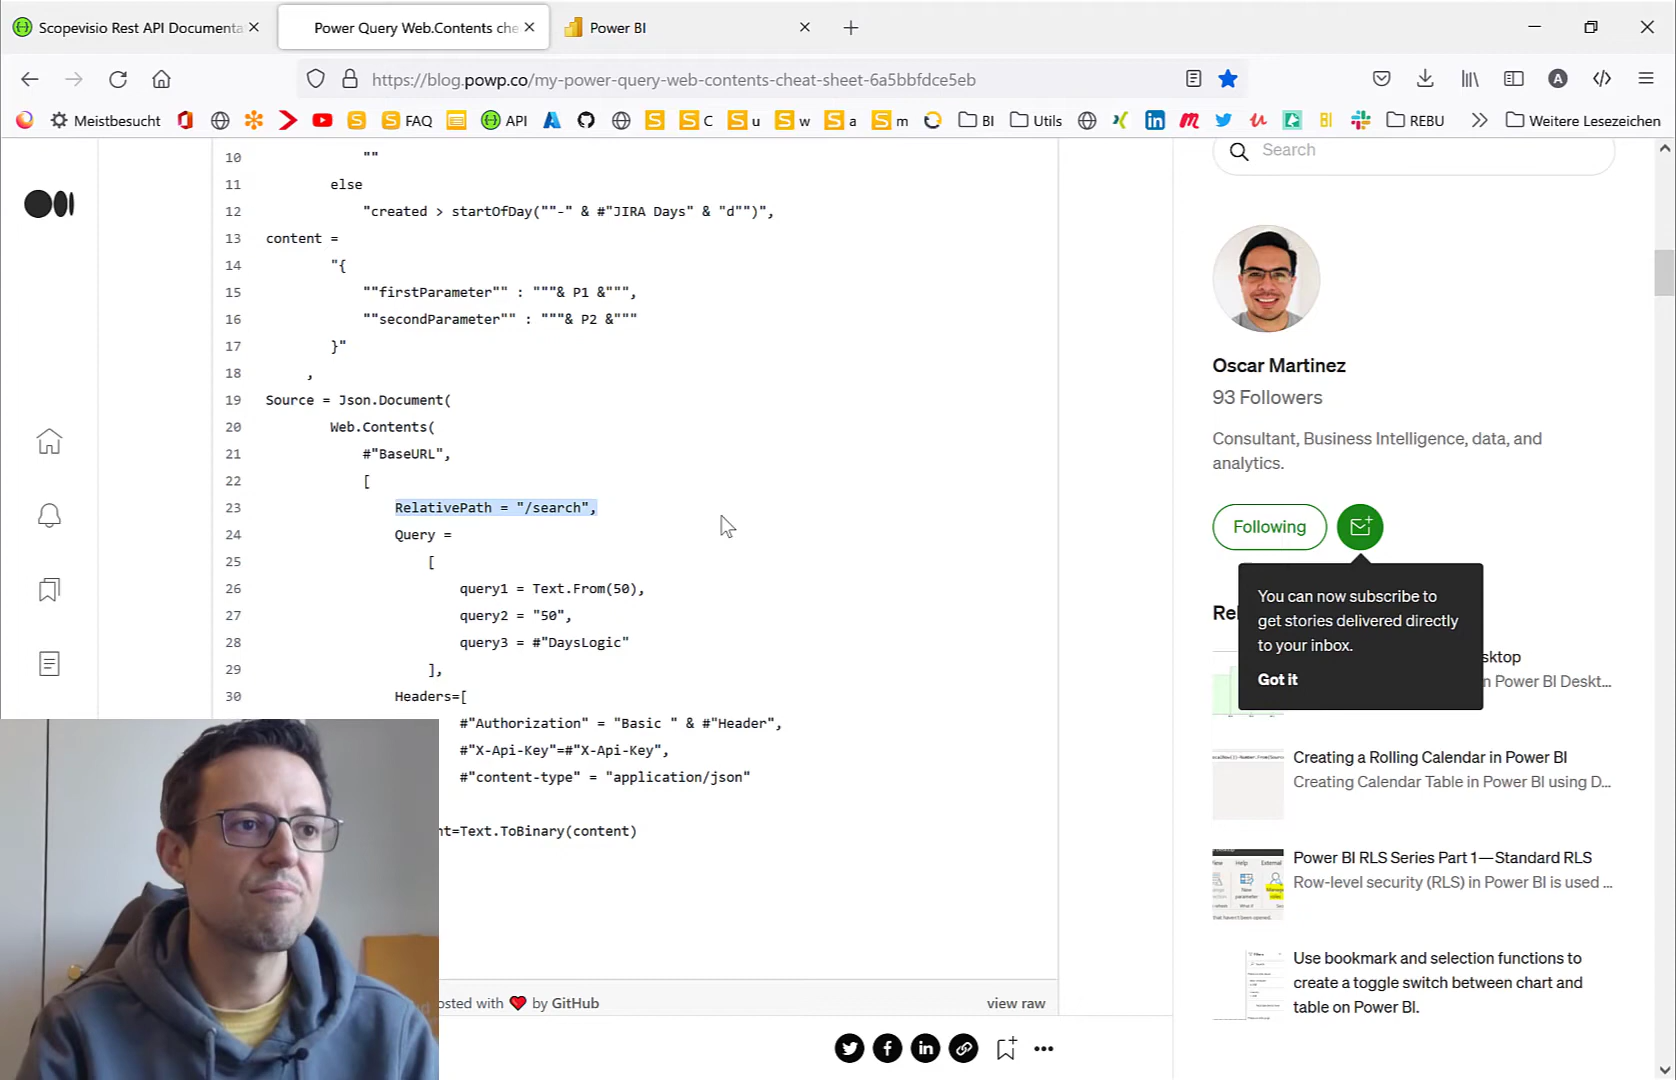 Scopevisio Rest API Documenta
Power Query Web.Contents che
Power BI
https://blog.powp.co/my-power-query-web-contents-cheat-sheet-6a5bbfdce5eb
A
Meistbesucht
FAQ
API
C
u
w
a
m
BI
Utils
BI
REBU
Weitere Lesezeichen
10 ""
11 else
12 "created > startOfDay(""-" & #"JIRA Days" & "d"")",
13 content =
14 "{
15 ""firstParameter"" : """& P1 &""",
16 ""secondParameter"" : """& P2 &"""
17 }"
18 ,
19 Source = Json.Document(
20 Web.Contents(
21 #"BaseURL",
22 [
23 RelativePath = "/search",
24 Query =
25 [
26 query1 = Text.From(50),
27 query2 = "50",
28 query3 = #"DaysLogic"
29 ],
30 Headers=[
#"Authorization" = "Basic " & #"Header",
#"X-Api-Key"=#"X-Api-Key",
#"content-type" = "application/json"
nt=Text.ToBinary(content)
osted with ❤ by GitHub
view raw
Search
Oscar Martinez
93 Followers
Consultant, Business Intelligence, data, and
analytics.
Following
You can now subscribe to
get stories delivered directly
to your inbox.
Got it
Rel
sktop
n Power BI Deskt...
Creating a Rolling Calendar in Power BI
Creating Calendar Table in Power BI using D...
Power BI RLS Series Part 1—Standard RLS
Row-level security (RLS) in Power BI is used ...
Use bookmark and selection functions to
create a toggle switch between chart and
table on Power BI.